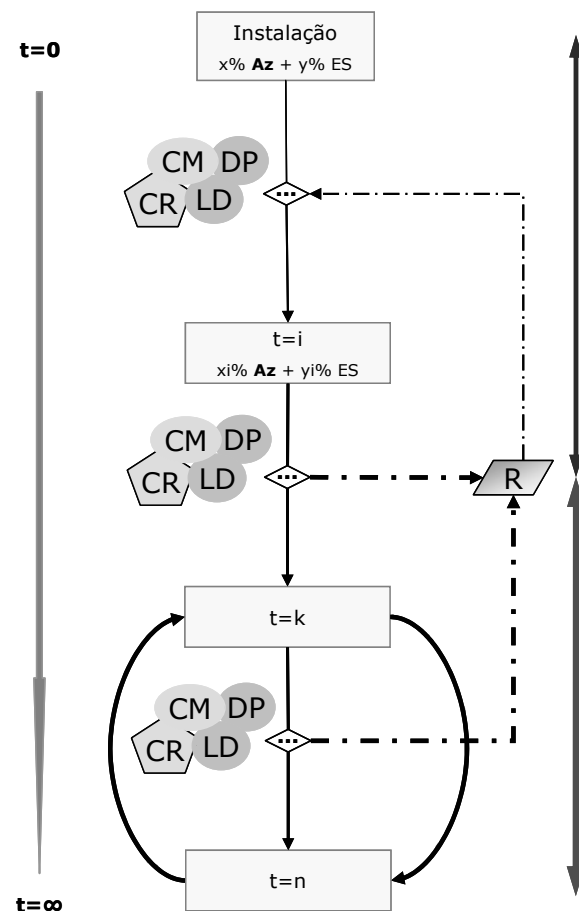 Instalação
t=0
x% Az + y% ES
CM DP
...
CR LD
t=i
xi% Az + yi% ES
CM DP
CR LD
...
R
t=k
CM DP
CR LD
...
t=n
t=∞